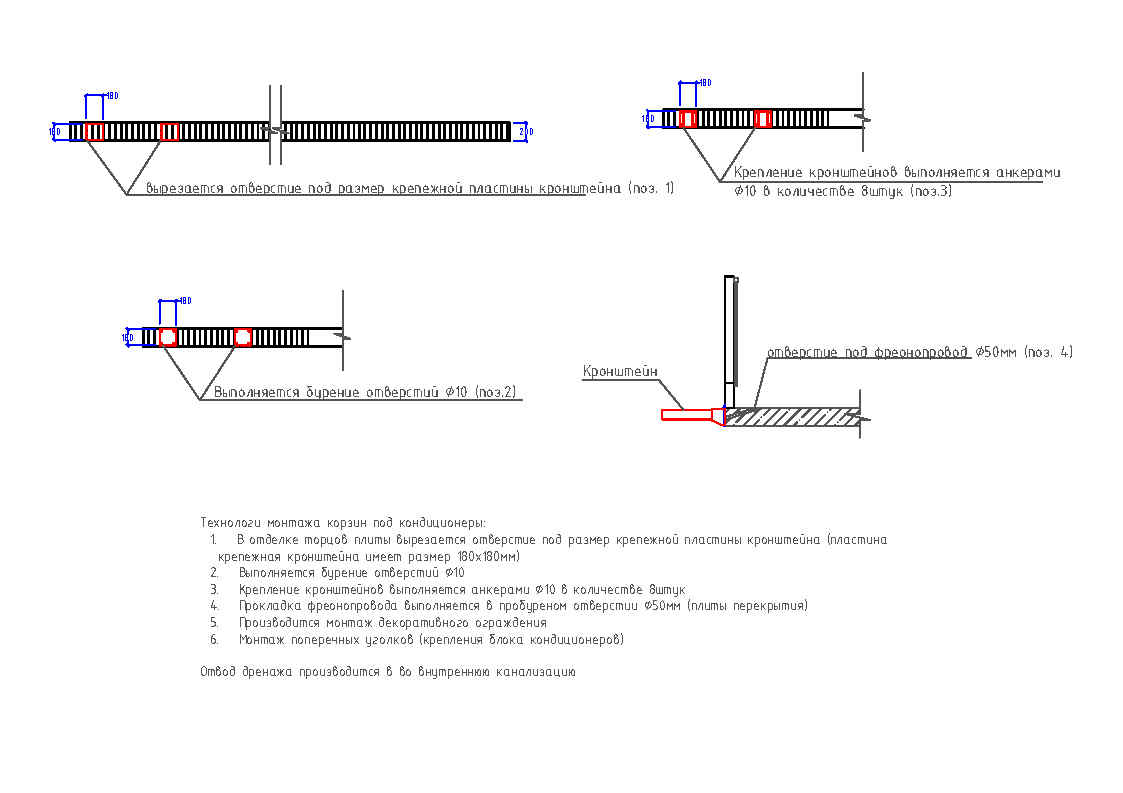 180
180
200
вырезается отверстие под размер крепежной пластины кронштейна (поз. 1)
180
180
Крепление кронштейнов выполняется анкерами
Ф10 в количестве 8штук (поз.3)
180
180
Выполняется бурение отверстий Ф10 (поз.2)
Кронштейн
отверстие под фреонопровод Ф50мм (поз. 4)
Технологи монтажа корзин под кондиционеры:
1. В отделке торцов плиты вырезается отверстие под размер крепежной пластины кронштейна (пластина
крепежная кронштейна имеет размер 180х180мм)
2. Выполняется бурение отверстий Ф10
3. Крепление кронштейнов выполняется анкерами Ф10 в количестве 8штук
4. Прокладка фреонопровода выполняется в пробуреном отверстии Ф50мм (плиты перекрытия)
5. Производится монтаж декоративного ограждения
6. Монтаж поперечных уголков (крепления блока кондиционеров)
Отвод дренажа производится в во внутреннюю канализацию